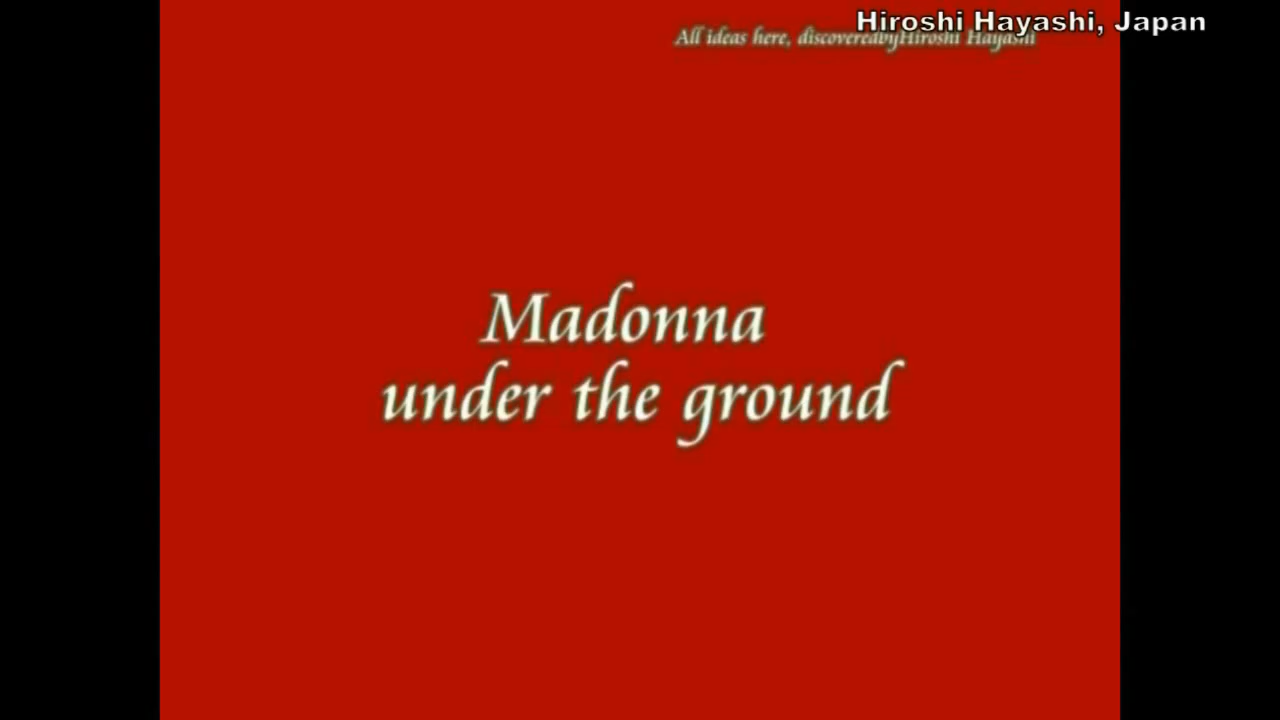 Hiroshi Hayashi, Japan
All ideas here, discoveredbyHiroshi Hayashi
Madonna
under the ground